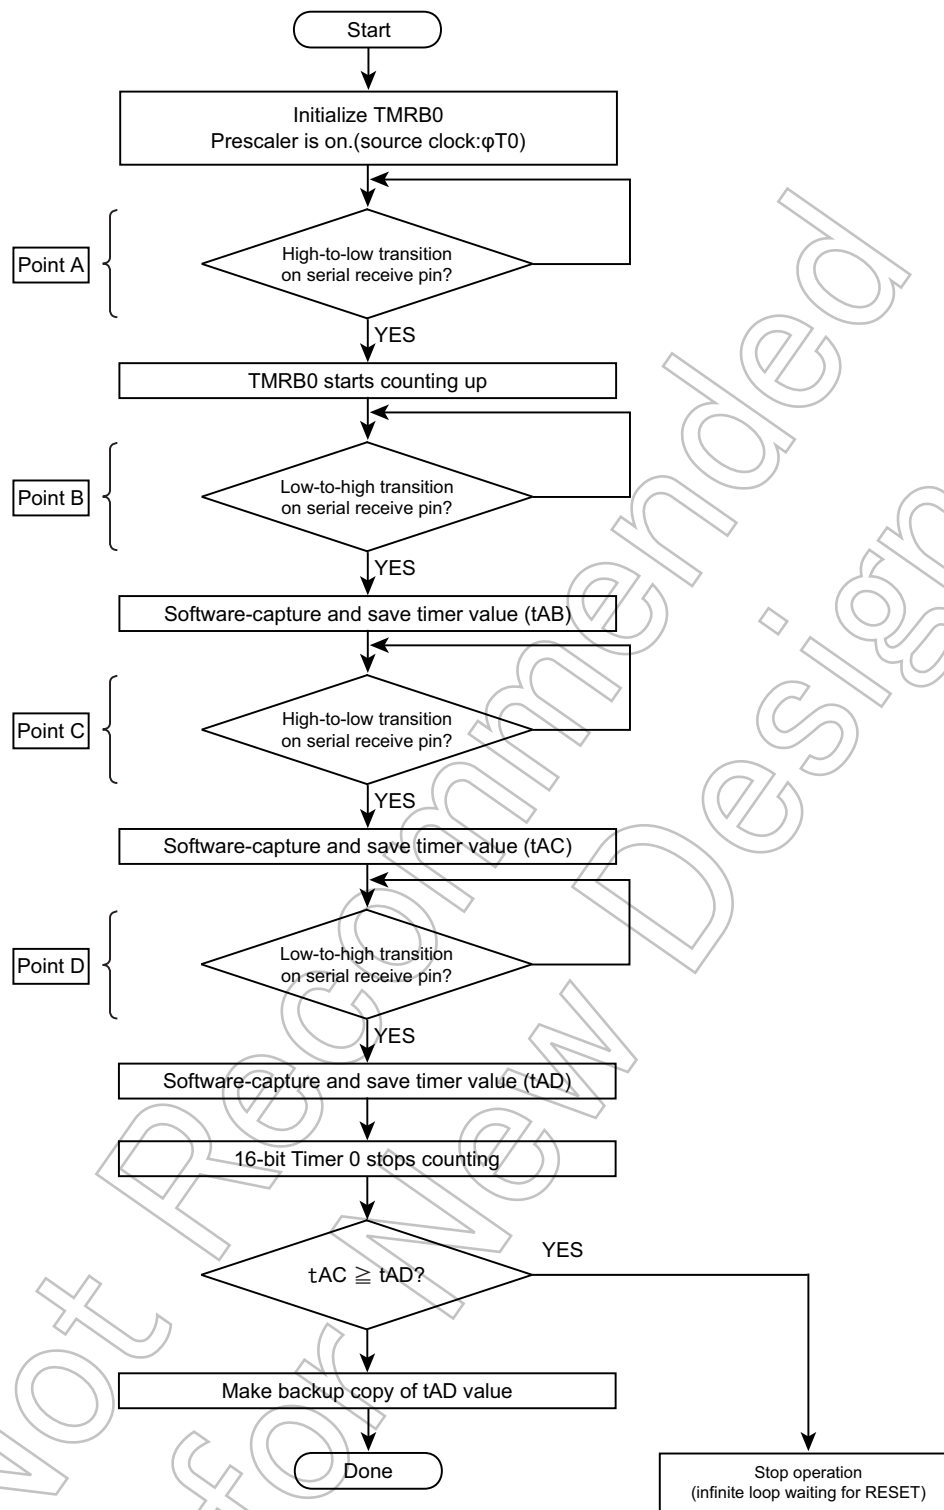 Start
Initialize TMRB0
Prescaler is on.(source clock:φT0)
Point A
High-to-low transition
on serial receive pin?
YES
TMRB0 starts counting up
Point B
Low-to-high transition
on serial receive pin?
YES
Software-capture and save timer value (tAB)
Point C
High-to-low transition
on serial receive pin?
YES
Software-capture and save timer value (tAC)
Point D
Low-to-high transition
on serial receive pin?
YES
Software-capture and save timer value (tAD)
16-bit Timer 0 stops counting
tAC ≧ tAD?
YES
Make backup copy of tAD value
Done
Stop operation
(infinite loop waiting for RESET)
Not Recommended
for New Design